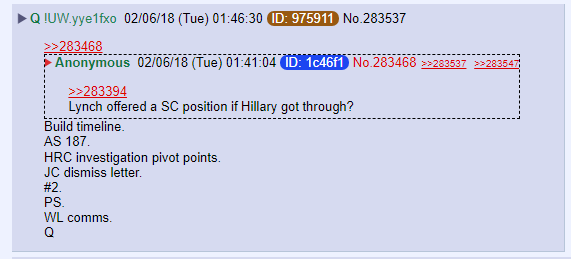 Q !UW.yye1fxo 02/06/18 (Tue) 01:46:30 ID: 975911 No.283537
>>283468
Anonymous 02/06/18 (Tue) 01:41:04 ID: 1c46f1 No.283468 >>283537 >>283547
>>283394
Lynch offered a SC position if Hillary got through?
Build timeline.
AS 187.
HRC investigation pivot points.
JC dismiss letter.
#2.
PS.
WL comms.
Q